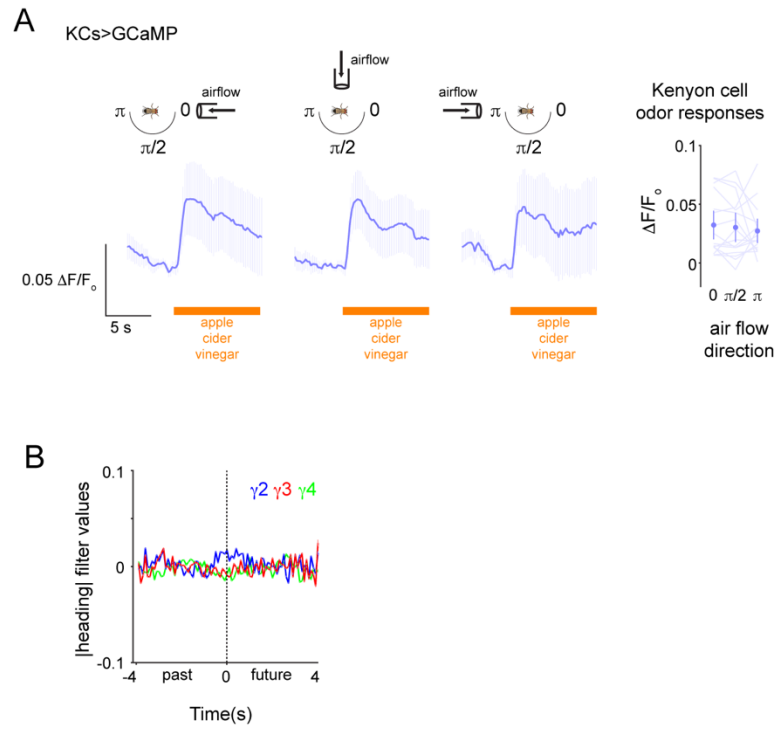 A
KCs>GCaMP
airflow
airflow
airflow
π 0
π/2
π 0
π/2
π 0
π/2
Kenyon cell
odor responses
0.1
0.05
0
ΔF/Fo
0 π/2 π
air flow
direction
0.05 ΔF/Fo
5 s
apple
cider
vinegar
apple
cider
vinegar
apple
cider
vinegar
B
0.1
0
-0.1
|heading| filter values
γ2 γ3 γ4
-4 past 0 future 4
Time(s)